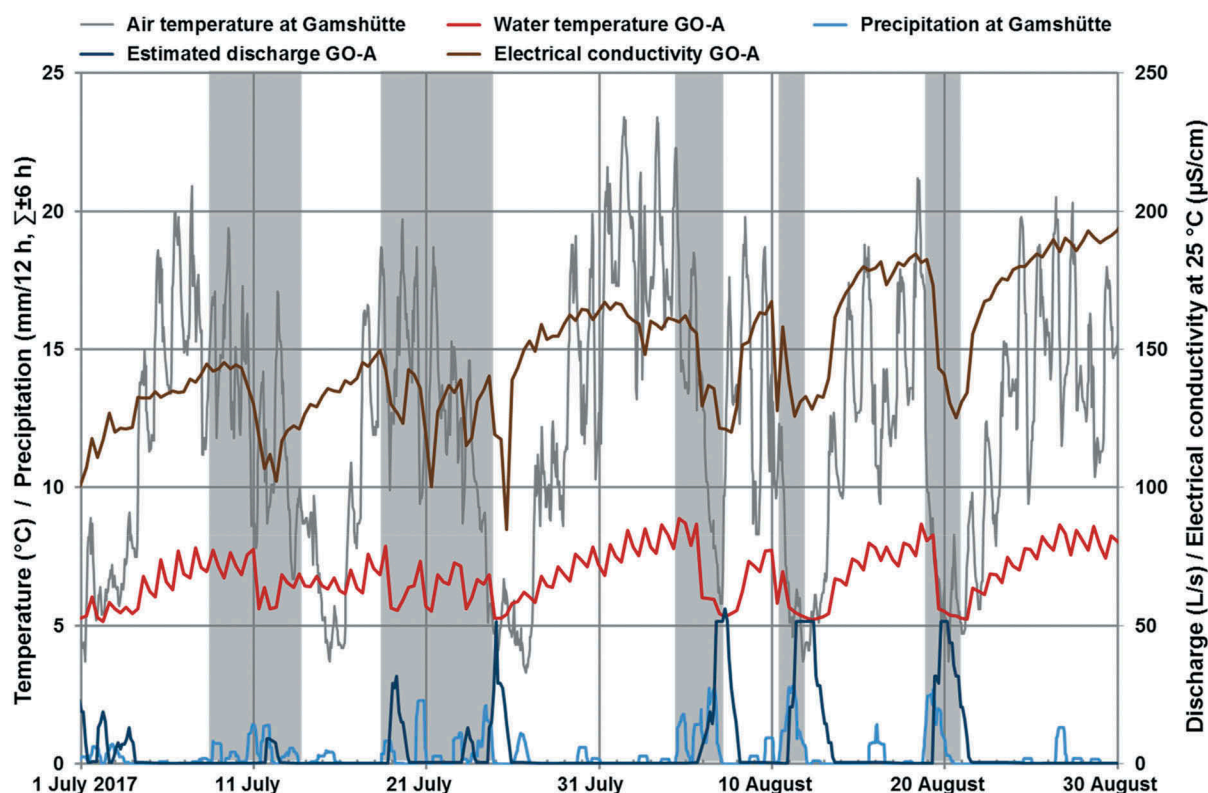 Air temperature at Gamshütte Water temperature GO-A Precipitation at Gamshütte
Estimated discharge GO-A Electrical conductivity GO-A
25 250
20 200
15 150
10 100
5 50
0 0
Temperature (°C) / Precipitation (mm/12 h, ∑±6 h)
Discharge (L/s) / Electrical conductivity at 25 °C (µS/cm)
1 July 2017 11 July 21 July 31 July 10 August 20 August 30 August